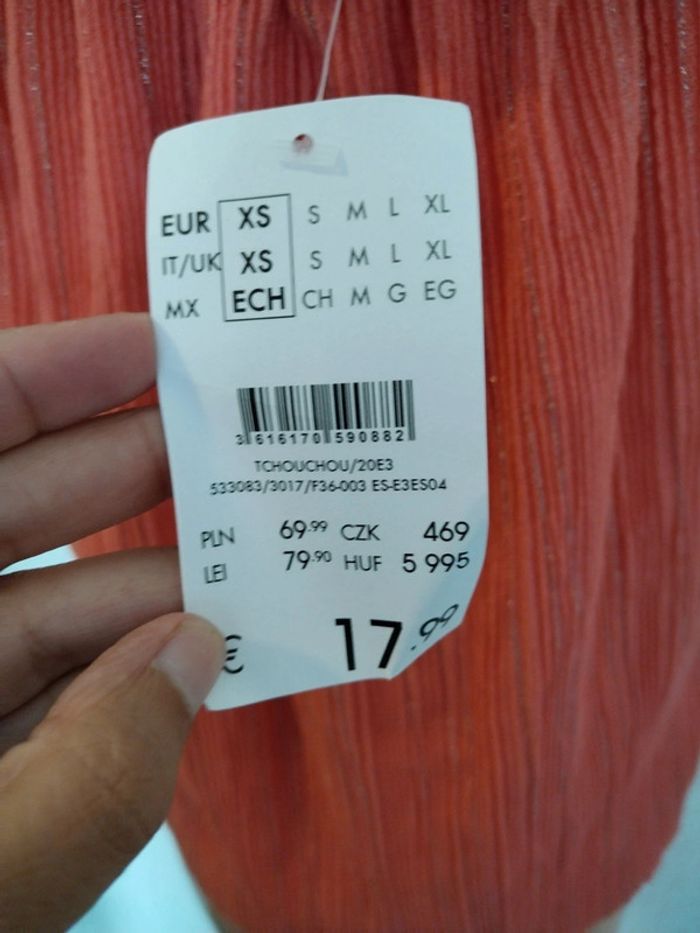 EUR XS S M L XL
IT/UK XS S M L XL
MX ECH CH M G EG
3 616170 590882
TCHOUCHOU/20E3
533083/3017/F36-003 ES-E3ES04
PLN 69.99 CZK 469
LEI 79.90 HUF 5 995
€ 17.99